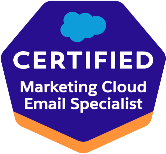 CERTIFIED
Marketing Cloud
Email Specialist